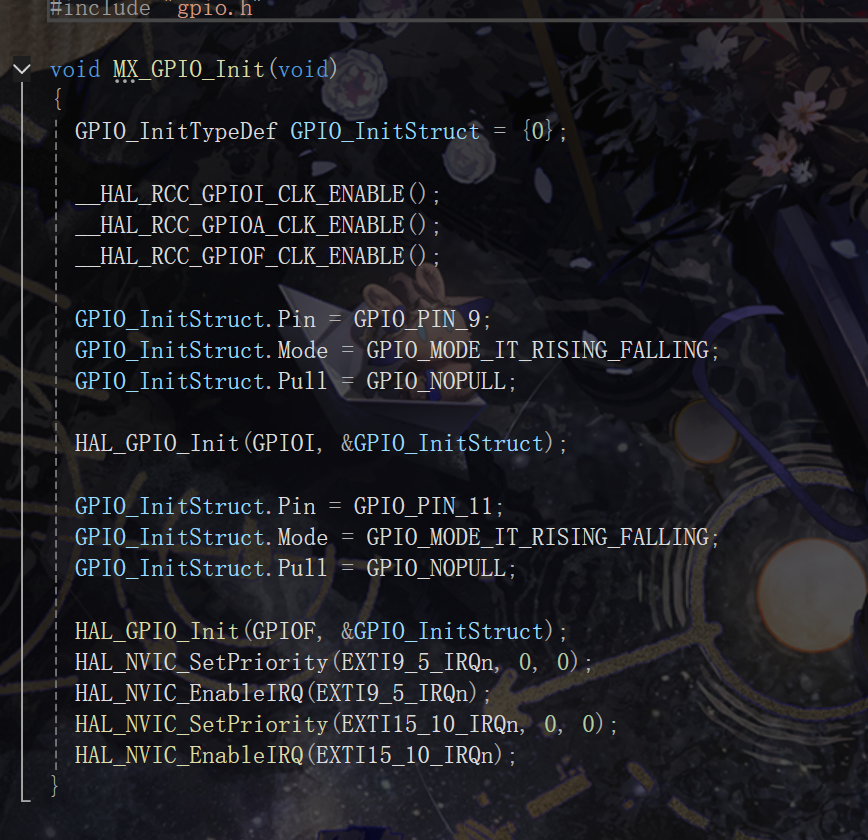 #include "gpio.h"
void MX_GPIO_Init(void)
{
GPIO_InitTypeDef GPIO_InitStruct = {0};
__HAL_RCC_GPIOI_CLK_ENABLE();
__HAL_RCC_GPIOA_CLK_ENABLE();
__HAL_RCC_GPIOF_CLK_ENABLE();
GPIO_InitStruct.Pin = GPIO_PIN_9;
GPIO_InitStruct.Mode = GPIO_MODE_IT_RISING_FALLING;
GPIO_InitStruct.Pull = GPIO_NOPULL;
HAL_GPIO_Init(GPIOI, &GPIO_InitStruct);
GPIO_InitStruct.Pin = GPIO_PIN_11;
GPIO_InitStruct.Mode = GPIO_MODE_IT_RISING_FALLING;
GPIO_InitStruct.Pull = GPIO_NOPULL;
HAL_GPIO_Init(GPIOF, &GPIO_InitStruct);
HAL_NVIC_SetPriority(EXTI9_5_IRQn, 0, 0);
HAL_NVIC_EnableIRQ(EXTI9_5_IRQn);
HAL_NVIC_SetPriority(EXTI15_10_IRQn, 0, 0);
HAL_NVIC_EnableIRQ(EXTI15_10_IRQn);
}